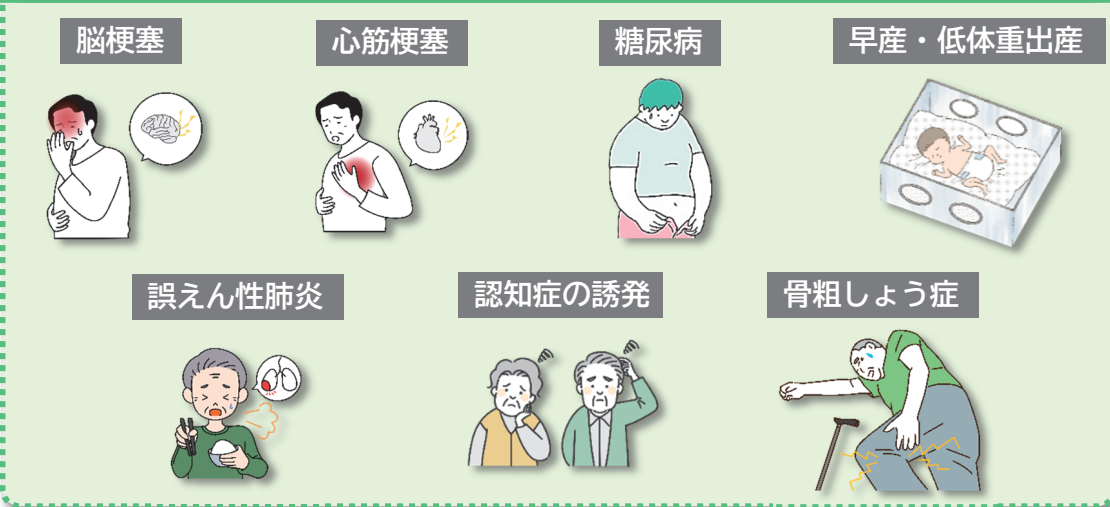 脳梗塞
心筋梗塞
糖尿病
早産・低体重出産
誤えん性肺炎
認知症の誘発
骨粗しょう症